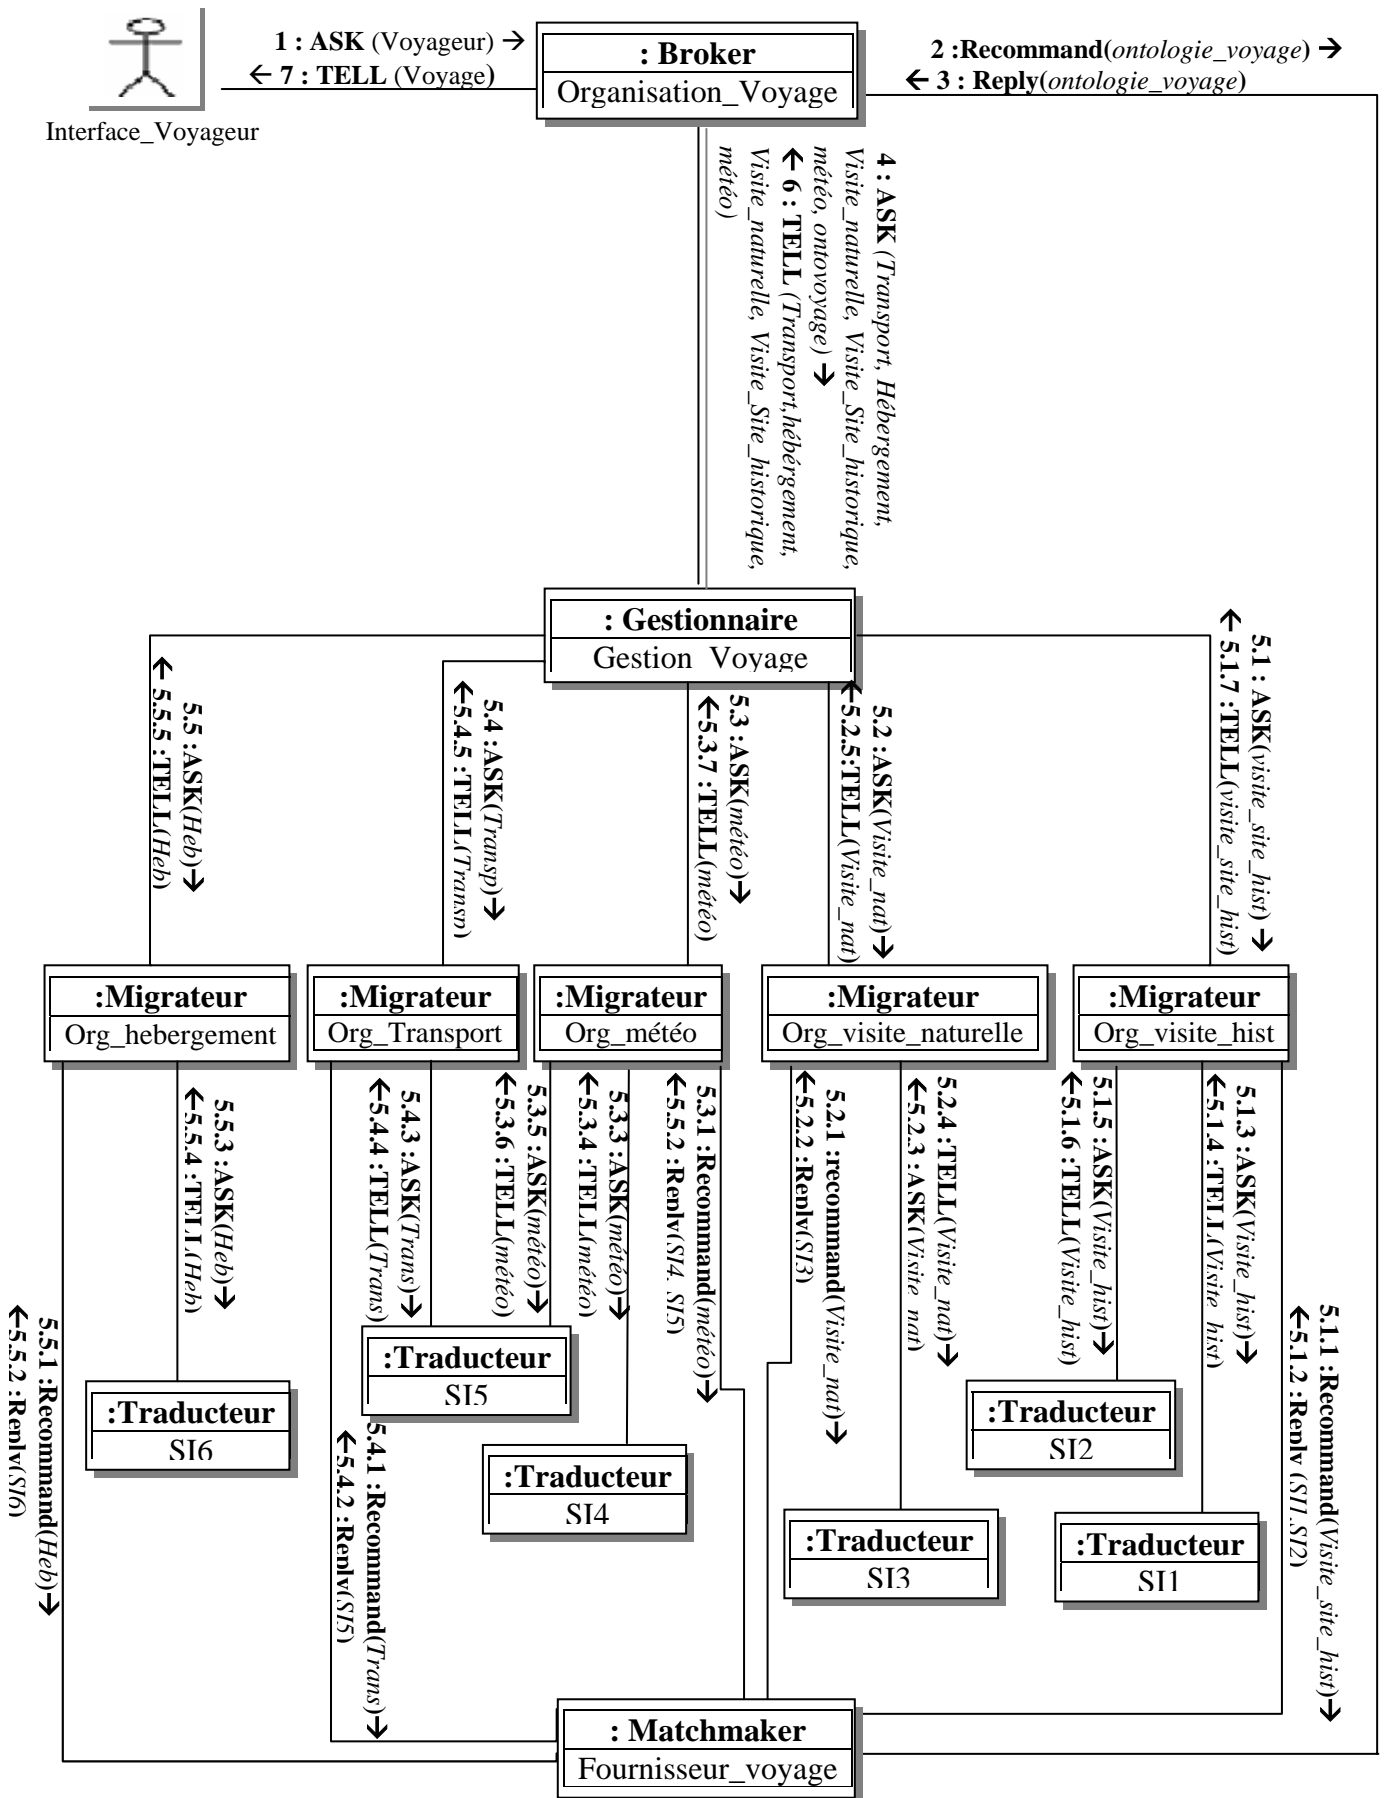 1 : ASK (Voyageur) →
← 7 : TELL (Voyage)
Interface_Voyageur
: Broker
Organisation_Voyage
2 :Recommand(ontologie_voyage) →
← 3 : Reply(ontologie_voyage)
4 : ASK (Transport, Hébergement,
Visite_naturelle, Visite_Site_historique,
météo, ontovoyage) →
← 6 : TELL (Transport,hébérgement,
Visite_naturelle, Visite_Site_historique,
météo)
: Gestionnaire
Gestion_Voyage
5.5 :ASK(Heb)→
← 5.5.5 :TELL(Heb)
5.4 :ASK(Transp)→
←5.4.5 :TELL(Transp)
5.3 :ASK(météo)→
←5.3.7 :TELL(météo)
5.2 :ASK(Visite_nat)→
←5.2.5:TELL(Visite_nat)
5.1 : ASK(visite_site_hist) →
← 5.1.7 :TELL(visite_site_hist)
:Migrateur
Org_hebergement
:Migrateur
Org_Transport
:Migrateur
Org_météo
:Migrateur
Org_visite_naturelle
:Migrateur
Org_visite_hist
5.5.3 :ASK(Heb)→
←5.5.4 :TELL(Heb)
5.4.3 :ASK(Trans)→
←5.4.4 :TELL(Trans)
5.3.5 :ASK(météo)→
←5.3.6 :TELL(météo)
5.3.3 :ASK(météo)→
←5.3.4 :TELL(météo)
5.3.1 :Recommand(météo)→
←5.5.2 :Reply(SI4, SI5)
5.2.1 :recommand(Visite_nat)→
←5.2.2 :Reply(SI3)
5.2.4 :TELL(Visite_nat)→
←5.2.3 :ASK(Visite_nat)
5.1.5 :ASK(Visite_hist)→
←5.1.6 :TELL(Visite_hist)
5.1.3 :ASK(Visite_hist)→
←5.1.4 :TELL(Visite_hist)
5.1.1 :Recommand(Visite_site_hist)→
←5.1.2 :Reply (SI1,SI2)
5.5.1 :Recommand(Heb)→
←5.5.2 :Reply(SI6)
5.4.1 :Recommand(Trans)→
←5.4.2 :Reply(SI5)
:Traducteur
SI6
:Traducteur
SI5
:Traducteur
SI4
:Traducteur
SI3
:Traducteur
SI2
:Traducteur
SI1
: Matchmaker
Fournisseur_voyage